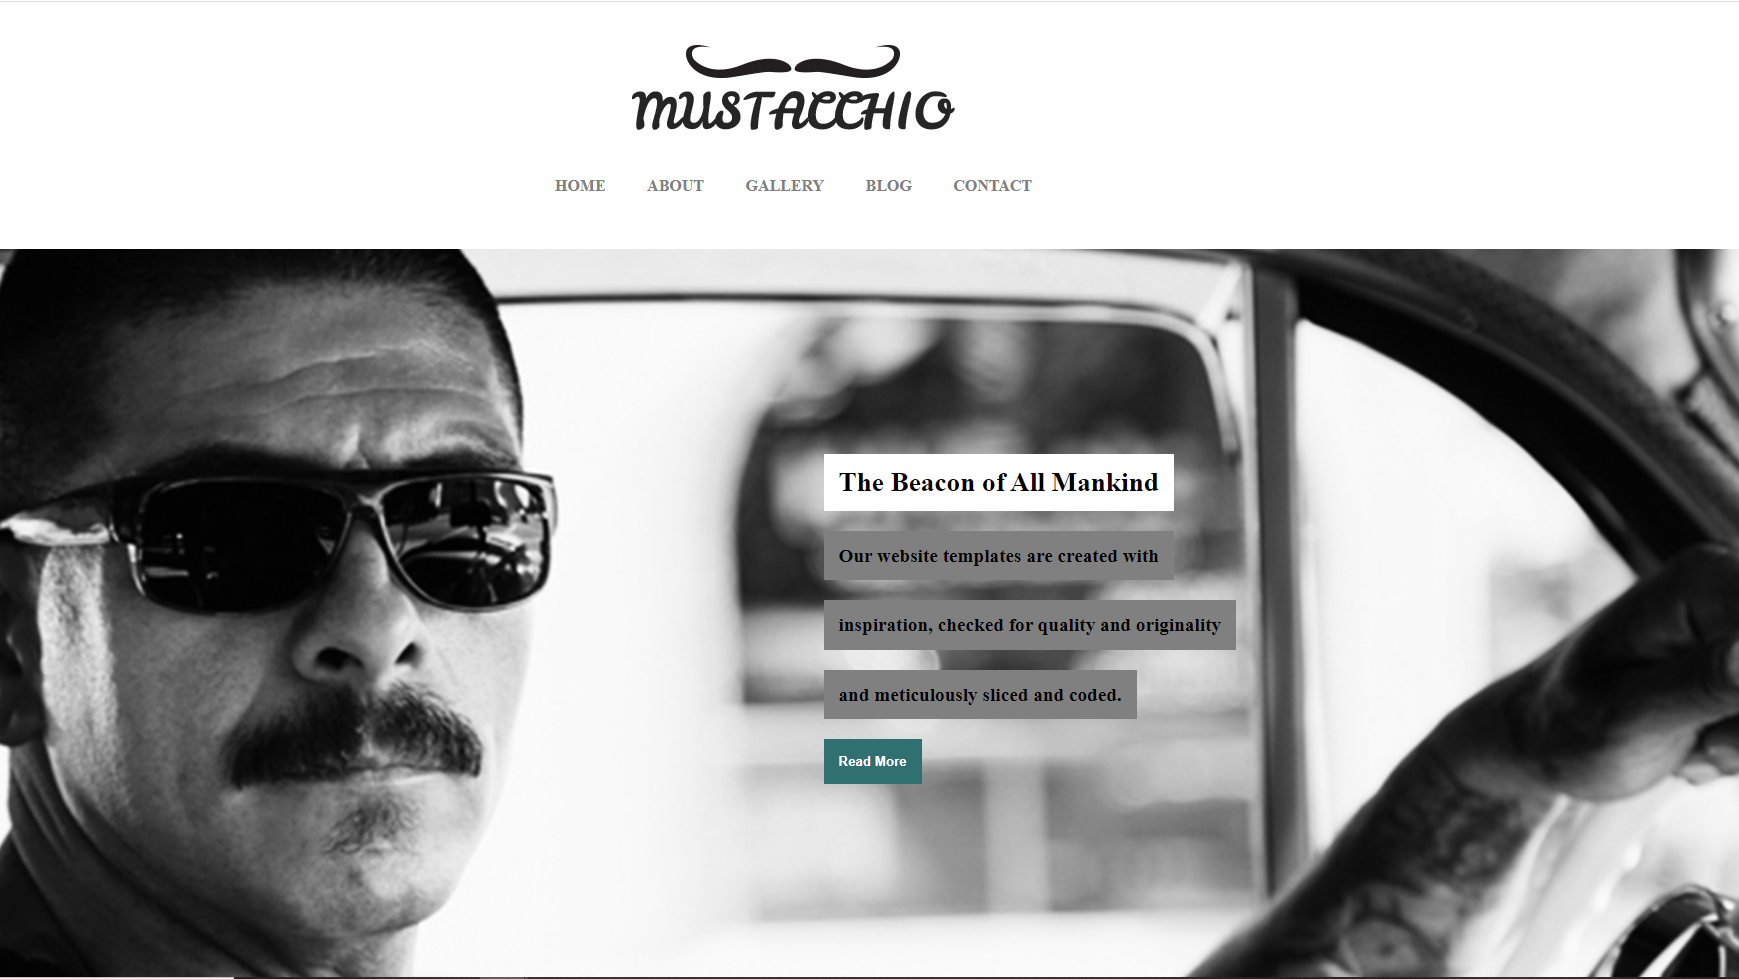 MUSTACCHIO
HOME ABOUT GALLERY BLOG CONTACT
The Beacon of All Mankind
Our website templates are created with
inspiration, checked for quality and originality
and meticulously sliced and coded.
Read More